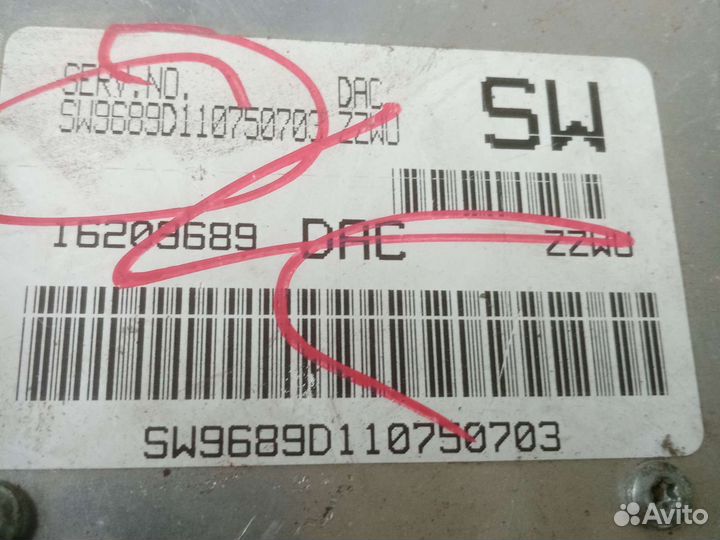 SERV.NO. DAC
SW9689D110750703 ZZWU
SW
16209689 DAC ZZWU
SW9689D110750703
Avito